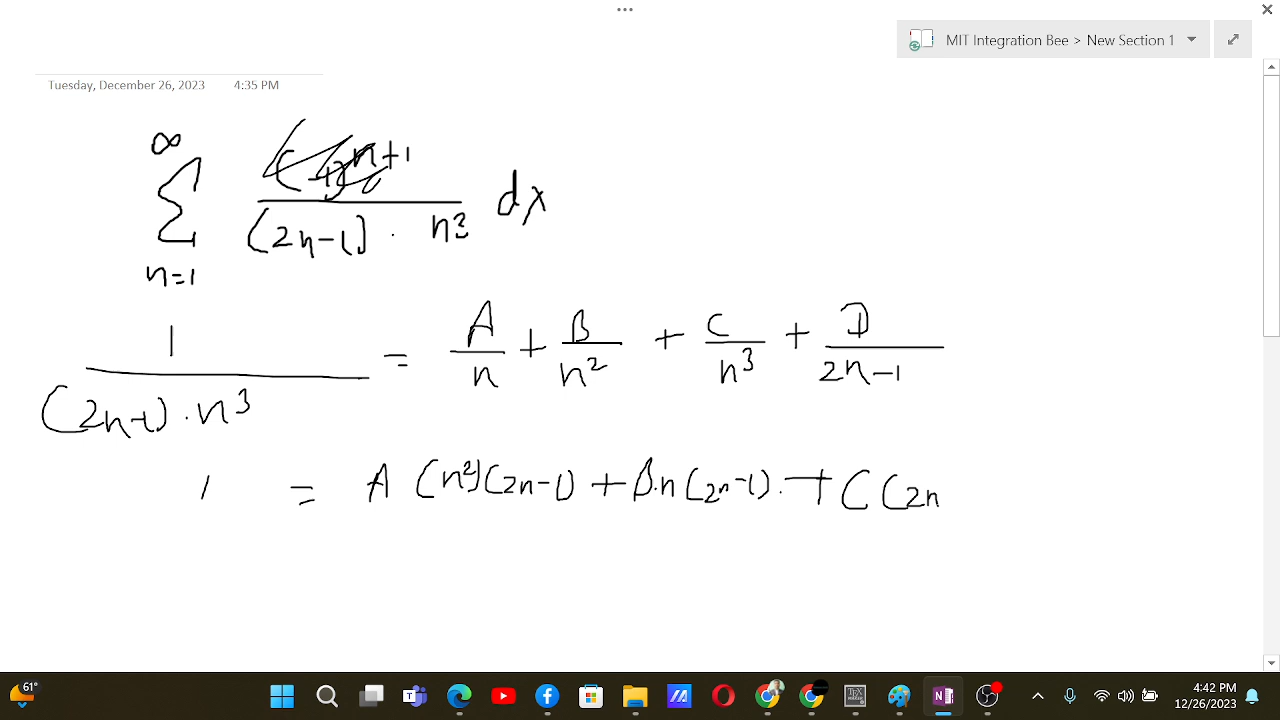 MIT Integration Bee > New Section 1
Tuesday, December 26, 2023 4:35 PM
∞
n+1
∑ (2n-1) · n³ dx
n=1
1 / (2n-1) · n³ = A/n + B/n² + C/n³ + D/(2n-1)
1 = A (n²)(2n-1) + B.n (2n-1). + C (2n
61°
4:42 PM
12/26/2023